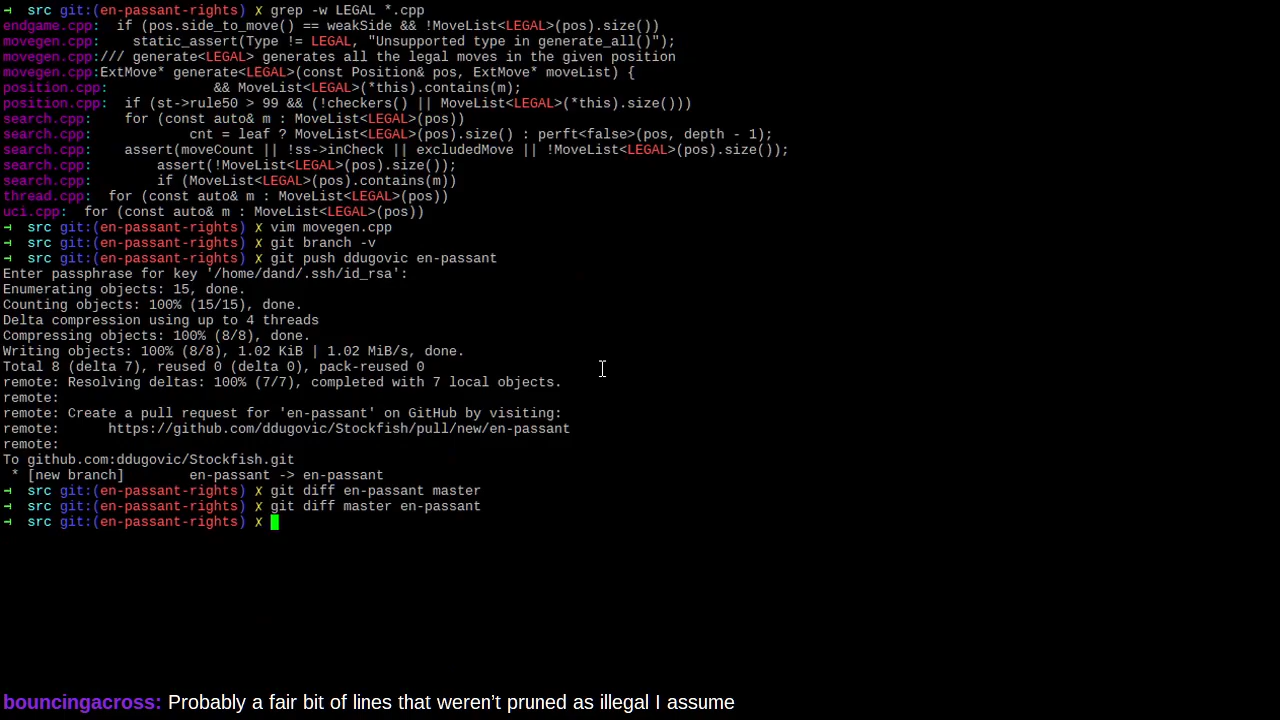 →  src git:(en-passant-rights) ✗ grep -w LEGAL *.cpp
endgame.cpp:  if (pos.side_to_move() == weakSide && !MoveList<LEGAL>(pos).size())
movegen.cpp:    static_assert(Type != LEGAL, "Unsupported type in generate_all()");
movegen.cpp:/// generate<LEGAL> generates all the legal moves in the given position
movegen.cpp:ExtMove* generate<LEGAL>(const Position& pos, ExtMove* moveList) {
position.cpp:             && MoveList<LEGAL>(*this).contains(m);
position.cpp:  if (st->rule50 > 99 && (!checkers() || MoveList<LEGAL>(*this).size()))
search.cpp:    for (const auto& m : MoveList<LEGAL>(pos))
search.cpp:            cnt = leaf ? MoveList<LEGAL>(pos).size() : perft<false>(pos, depth - 1);
search.cpp:    assert(moveCount || !ss->inCheck || excludedMove || !MoveList<LEGAL>(pos).size());
search.cpp:        assert(!MoveList<LEGAL>(pos).size());
search.cpp:        if (MoveList<LEGAL>(pos).contains(m))
thread.cpp:  for (const auto& m : MoveList<LEGAL>(pos))
uci.cpp:  for (const auto& m : MoveList<LEGAL>(pos))
→  src git:(en-passant-rights) ✗ vim movegen.cpp
→  src git:(en-passant-rights) ✗ git branch -v
→  src git:(en-passant-rights) ✗ git push ddugovic en-passant
Enter passphrase for key '/home/dand/.ssh/id_rsa':
Enumerating objects: 15, done.
Counting objects: 100% (15/15), done.
Delta compression using up to 4 threads
Compressing objects: 100% (8/8), done.
Writing objects: 100% (8/8), 1.02 KiB | 1.02 MiB/s, done.
Total 8 (delta 7), reused 0 (delta 0), pack-reused 0
remote: Resolving deltas: 100% (7/7), completed with 7 local objects.
remote:
remote: Create a pull request for 'en-passant' on GitHub by visiting:
remote:      https://github.com/ddugovic/Stockfish/pull/new/en-passant
remote:
To github.com:ddugovic/Stockfish.git
 * [new branch]        en-passant -> en-passant
→  src git:(en-passant-rights) ✗ git diff en-passant master
→  src git:(en-passant-rights) ✗ git diff master en-passant
→  src git:(en-passant-rights) ✗
bouncingacross: Probably a fair bit of lines that weren’t pruned as illegal I assume